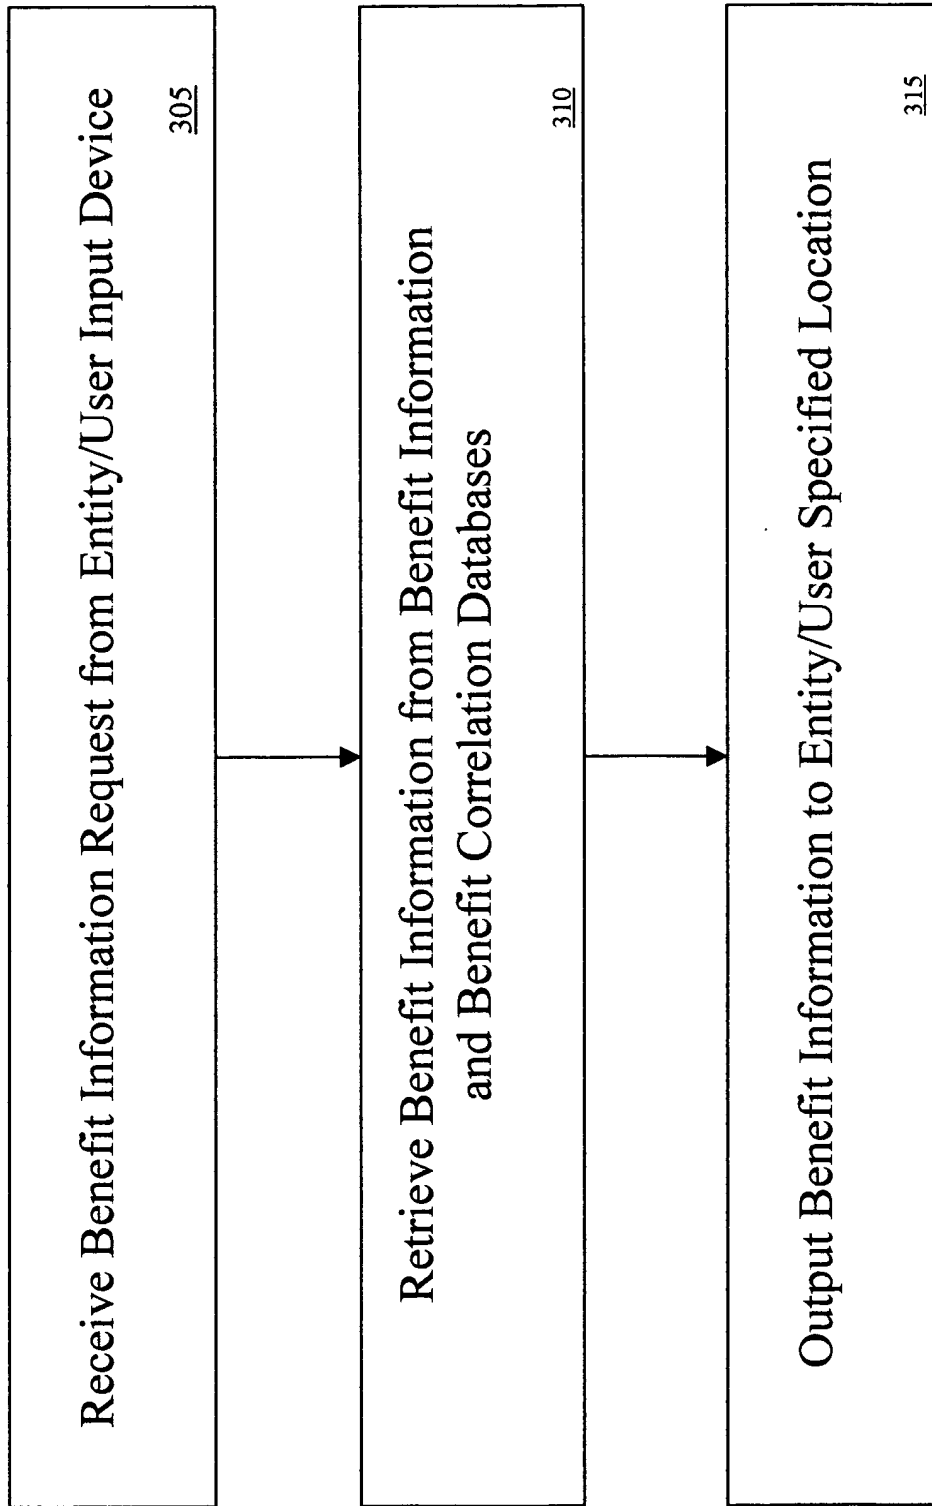 Receive Benefit Information Request from Entity/User Input Device
305
Retrieve Benefit Information from Benefit Information
and Benefit Correlation Databases
310
Output Benefit Information to Entity/User Specified Location
315